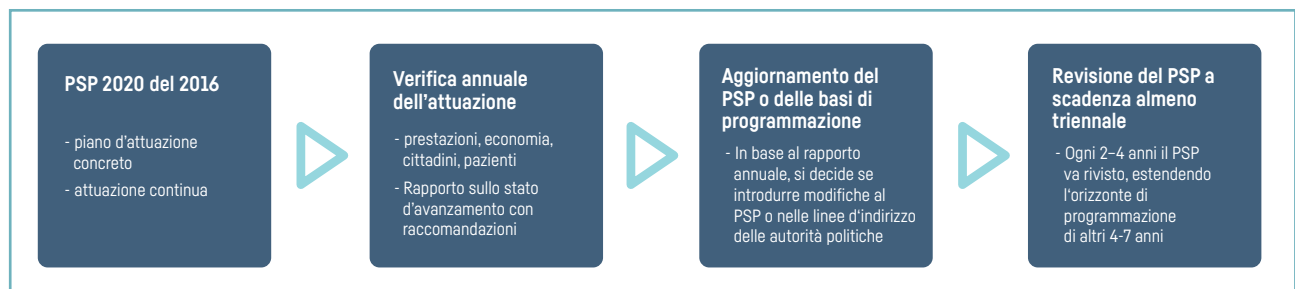 PSP 2020 del 2016
- piano d'attuazione
concreto
- attuazione continua
Verifica annuale
dell'attuazione
- prestazioni, economia,
cittadini, pazienti
- Rapporto sullo stato
d'avanzamento con
raccomandazioni
Aggiornamento del
PSP o delle basi di
programmazione
- In base al rapporto
annuale, si decide se
introdurre modifiche al
PSP o nelle linee d'indirizzo
delle autorità politiche
Revisione del PSP a
scadenza almeno
triennale
- Ogni 2–4 anni il PSP
va rivisto, estendendo
l'orizzonte di
programmazione
di altri 4-7 anni